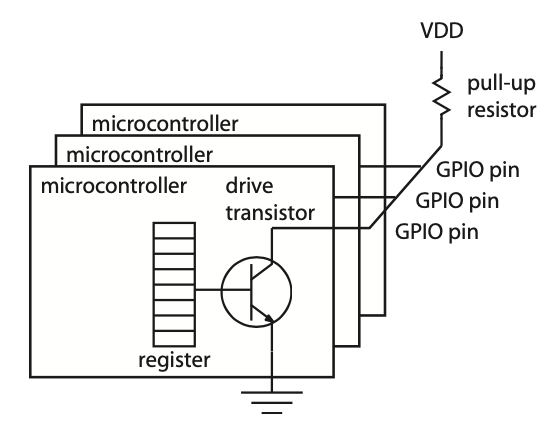 VDD
pull-up
resistor
microcontroller
microcontroller
microcontroller
drive
transistor
GPIO pin
GPIO pin
GPIO pin
register